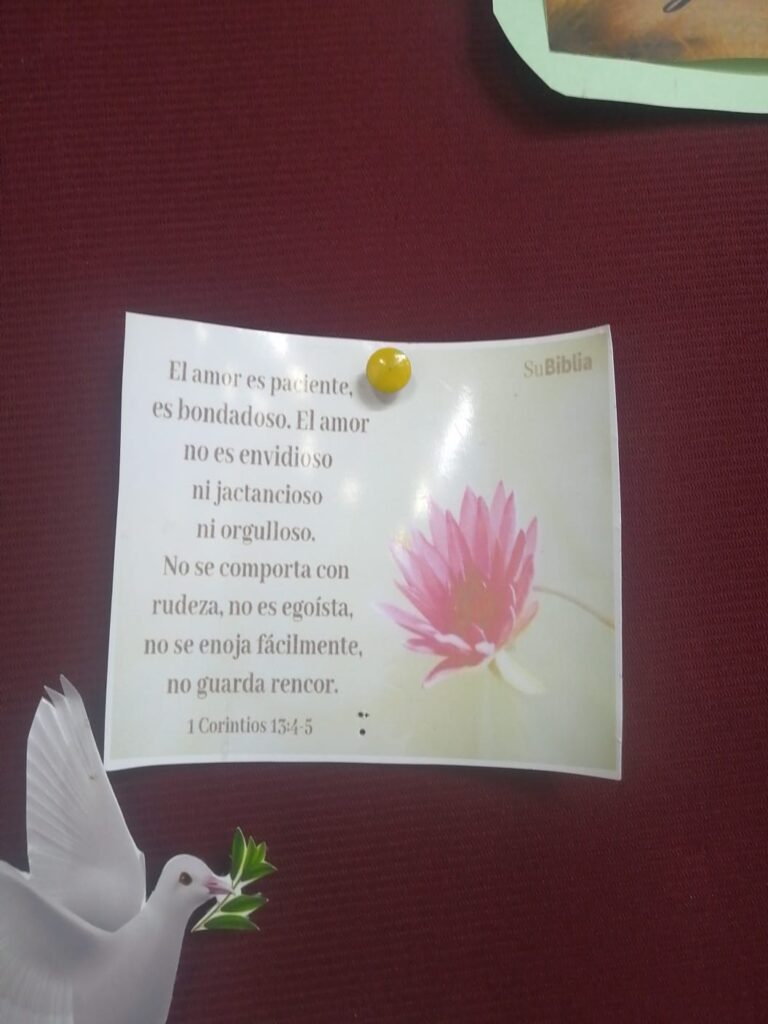 SuBiblia
El amor es paciente,
es bondadoso. El amor
no es envidioso
ni jactancioso
ni orgulloso.
No se comporta con
rudeza, no es egoísta,
no se enoja fácilmente,
no guarda rencor.
1 Corintios 13:4-5